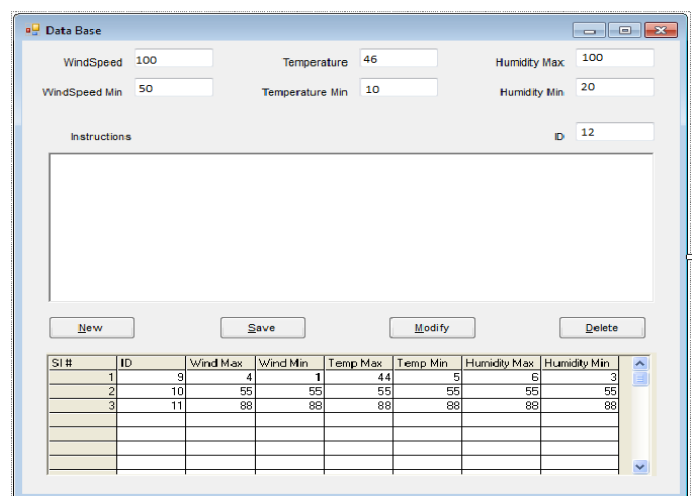 Data Base
WindSpeed 100 Temperature 46 Humidity Max 100
WindSpeed Min 50 Temperature Min 10 Humidity Min 20
Instructions ID 12
New Save Modify Delete
Sl # ID Wind Max Wind Min Temp Max Temp Min Humidity Max Humidity Min
1 9 4 1 44 5 6 3
2 10 55 55 55 55 55 55
3 11 88 88 88 88 88 88